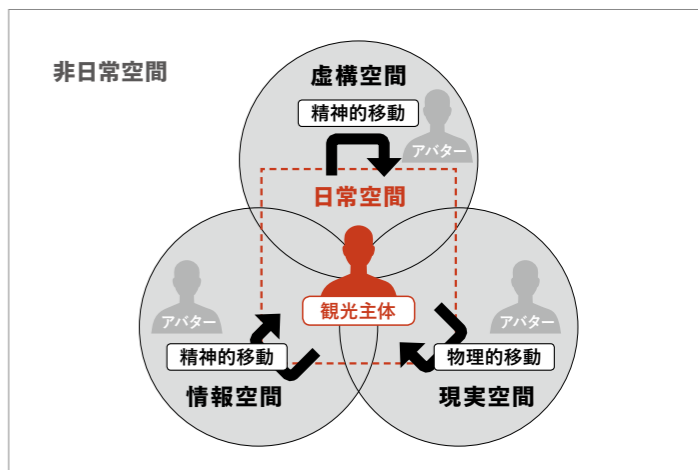 非日常空間
虚構空間
精神的移動
アバター
日常空間
観光主体
アバター
アバター
精神的移動
物理的移動
情報空間
現実空間